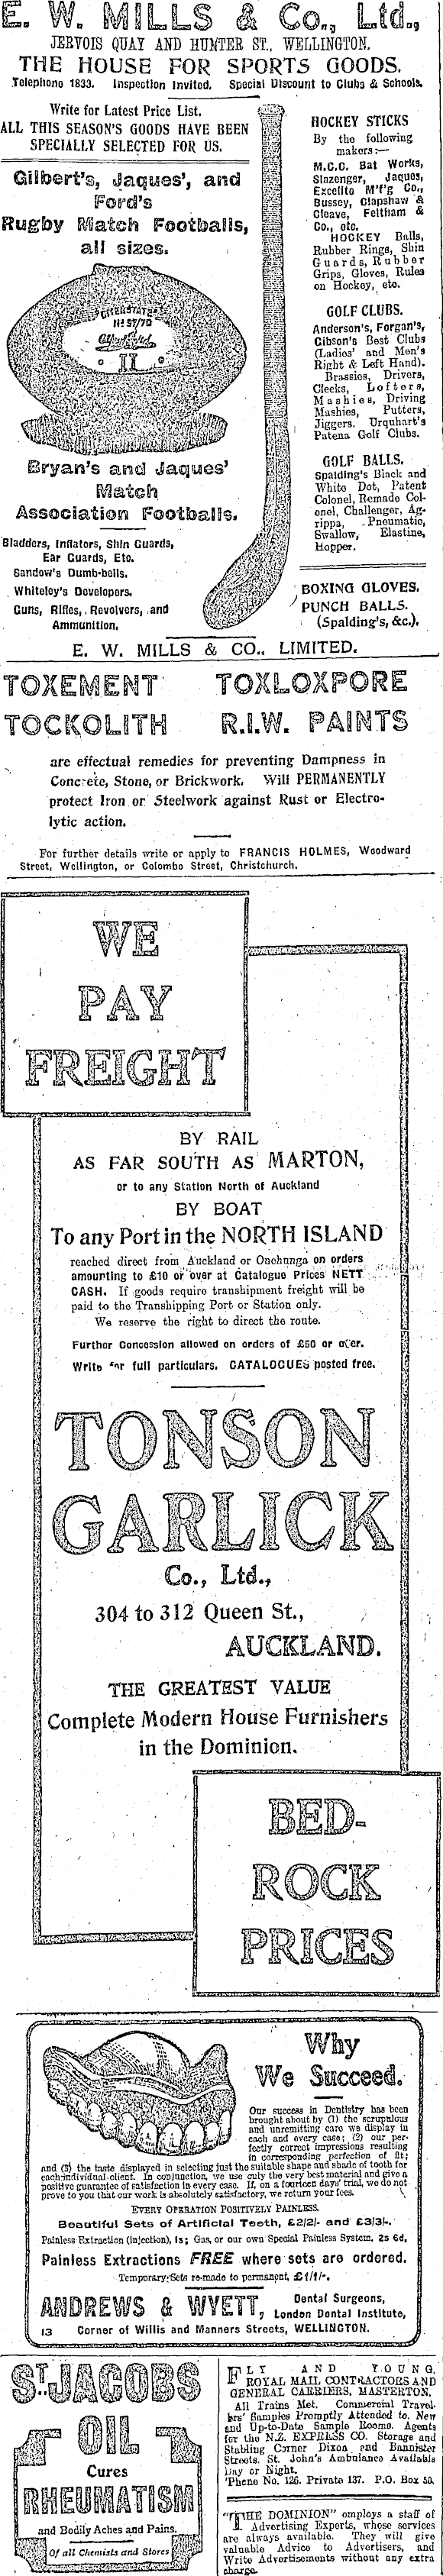 E. W. MILLS & Co., Ltd.,
JERVOIS QUAY AND HUNTER ST., WELLINGTON.
THE HOUSE FOR SPORTS GOODS.
Telephone 1833. Inspection Invited. Special Discount to Clubs & Schools.
Write for Latest Price List.
ALL THIS SEASON'S GOODS HAVE BEEN
SPECIALLY SELECTED FOR US.
Gilbert's, Jaques', and
Ford's
Rugby Match Footballs,
all sizes.
"INTERSTATE"
II
Bryan's and Jaques'
Match
Association Footballs.
Bladders, Inflators, Shin Guards,
Ear Guards, Etc.
Sandow's Dumb-bells.
Whiteley's Developers.
Guns, Rifles, Revolvers, and
Ammunition.
HOCKEY STICKS
By the following
makers:—
M.C.C. Bat Works,
Slazenger, Jaques,
Excelite M'f'g Co.,
Bussey, Clapshaw &
Cleave, Feltham &
Co., etc.
HOCKEY Balls,
Rubber Rings, Shin
Guards, Rubber
Grips, Gloves, Rules
on Hockey, etc.
GOLF CLUBS.
Anderson's, Forgan's,
Gibson's Best Clubs
(Ladies' and Men's
Right & Left Hand).
Brassies, Drivers,
Cleeks, Lofters,
Mashies, Driving
Mashies, Putters,
Jiggers. Urquhart's
Patena Golf Clubs.
GOLF BALLS.
Spalding's Black and
White Dot, Patent
Colonel, Remade Col-
onel, Challenger, Ag-
rippa, Pneumatic,
Swallow, Elastine,
Hopper.
BOXING GLOVES.
PUNCH BALLS.
(Spalding's, &c.).
E. W. MILLS & CO., LIMITED.
TOXEMENT TOXLOXPORE
TOCKOLITH R.I.W. PAINTS
are effectual remedies for preventing Dampness in
Concrete, Stone, or Brickwork. Will PERMANENTLY
protect Iron or Steelwork against Rust or Electro-
lytic action.
For further details write or apply to FRANCIS HOLMES, Woodward
Street, Wellington, or Colombo Street, Christchurch.
WE
PAY
FREIGHT
BY RAIL
AS FAR SOUTH AS MARTON,
or to any Station North of Auckland
BY BOAT
To any Port in the NORTH ISLAND
reached direct from Auckland or Onehunga on orders
amounting to £10 or over at Catalogue Prices NETT
CASH. If goods require transhipment freight will be
paid to the Transhipping Port or Station only.
We reserve the right to direct the route.
Further Concession allowed on orders of £50 or over.
Write for full particulars. CATALOGUES posted free.
TONSON
GARLICK
Co., Ltd.,
304 to 312 Queen St.,
AUCKLAND.
THE GREATEST VALUE
Complete Modern House Furnishers
in the Dominion.
BED-
ROCK
PRICES
Why
We Succeed.
Our success in Dentistry has been
brought about by (1) the scrupulous
and unremitting care we display in
each and every case; (2) our per-
fectly correct impressions resulting
in corresponding perfection of fit;
and (3) the taste displayed in selecting just the suitable shape and shade of tooth for
each individual client. In conjunction, we use only the very best material and give a
positive guarantee of satisfaction in every case. If, on a fourteen days' trial, we do not
prove to you that our work is absolutely satisfactory, we return your fees.
EVERY OPERATION POSITIVELY PAINLESS.
Beautiful Sets of Artificial Teeth, £2/2/- and £3/3/-.
Painless Extraction (injection), 1s; Gas, or our own Special Painless System, 2s 6d.
Painless Extractions FREE where sets are ordered.
Temporary Sets re-made to permanent, £1/1/-.
ANDREWS & WYETT, Dental Surgeons,
London Dental Institute,
13 Corner of Willis and Manners Streets, WELLINGTON.
ST. JACOBS
OIL
Cures
RHEUMATISM
and Bodily Aches and Pains.
Of all Chemists and Stores
FLY AND YOUNG,
ROYAL MAIL CONTRACTORS AND
GENERAL CARRIERS, MASTERTON.
All Trains Met. Commercial Travel-
lers' Samples Promptly Attended to. New
and Up-to-Date Sample Rooms. Agents
for the N.Z. EXPRESS CO. Storage and
Stabling Corner Dixon and Bannister
Streets. St. John's Ambulance Available
Day or Night.
'Phone No. 126. Private 137. P.O. Box 53.
"THE DOMINION" employs a staff of
Advertising Experts, whose services
are always available. They will give
valuable Advice to Advertisers, and
Write Advertisements without any extra
charge.